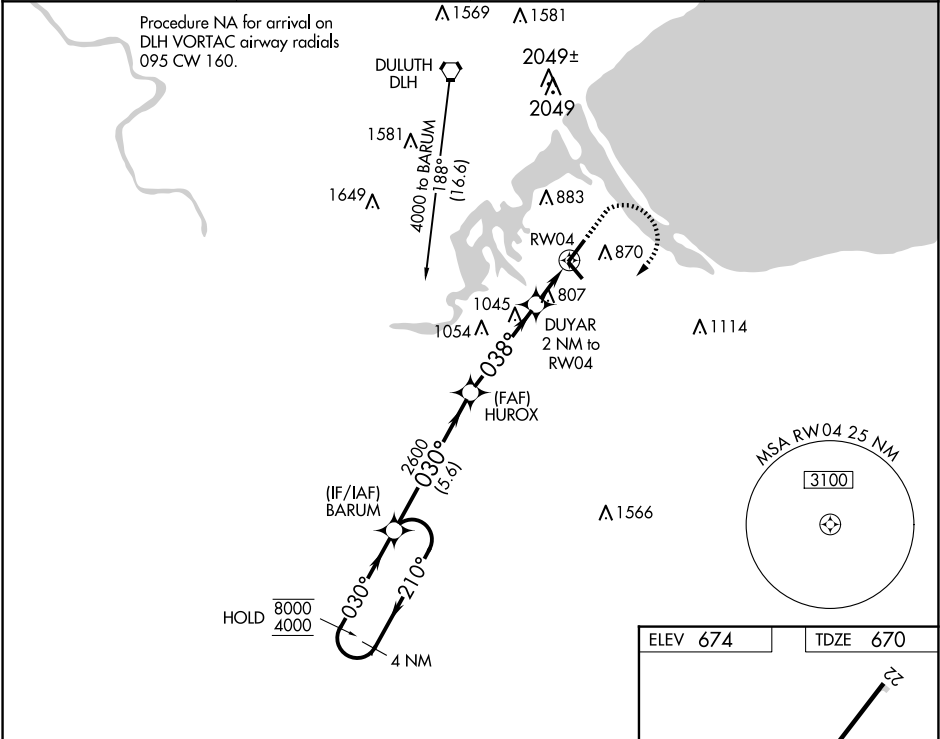 Procedure NA for arrival on
DLH VORTAC airway radials
095 CW 160.
1569
1581
DULUTH
DLH
2049±
2049
1581
4000 to BARUM
188°
(16.6)
1649
883
RW04
870
807
1045
1054
DUYAR
2 NM to
RW04
1114
038°
(FAF)
HUROX
2600
030°
(5.6)
(IF/IAF)
BARUM
MSA RW04 25 NM
3100
1566
030°
210°
HOLD
8000
4000
4 NM
ELEV 674
TDZE 670
22